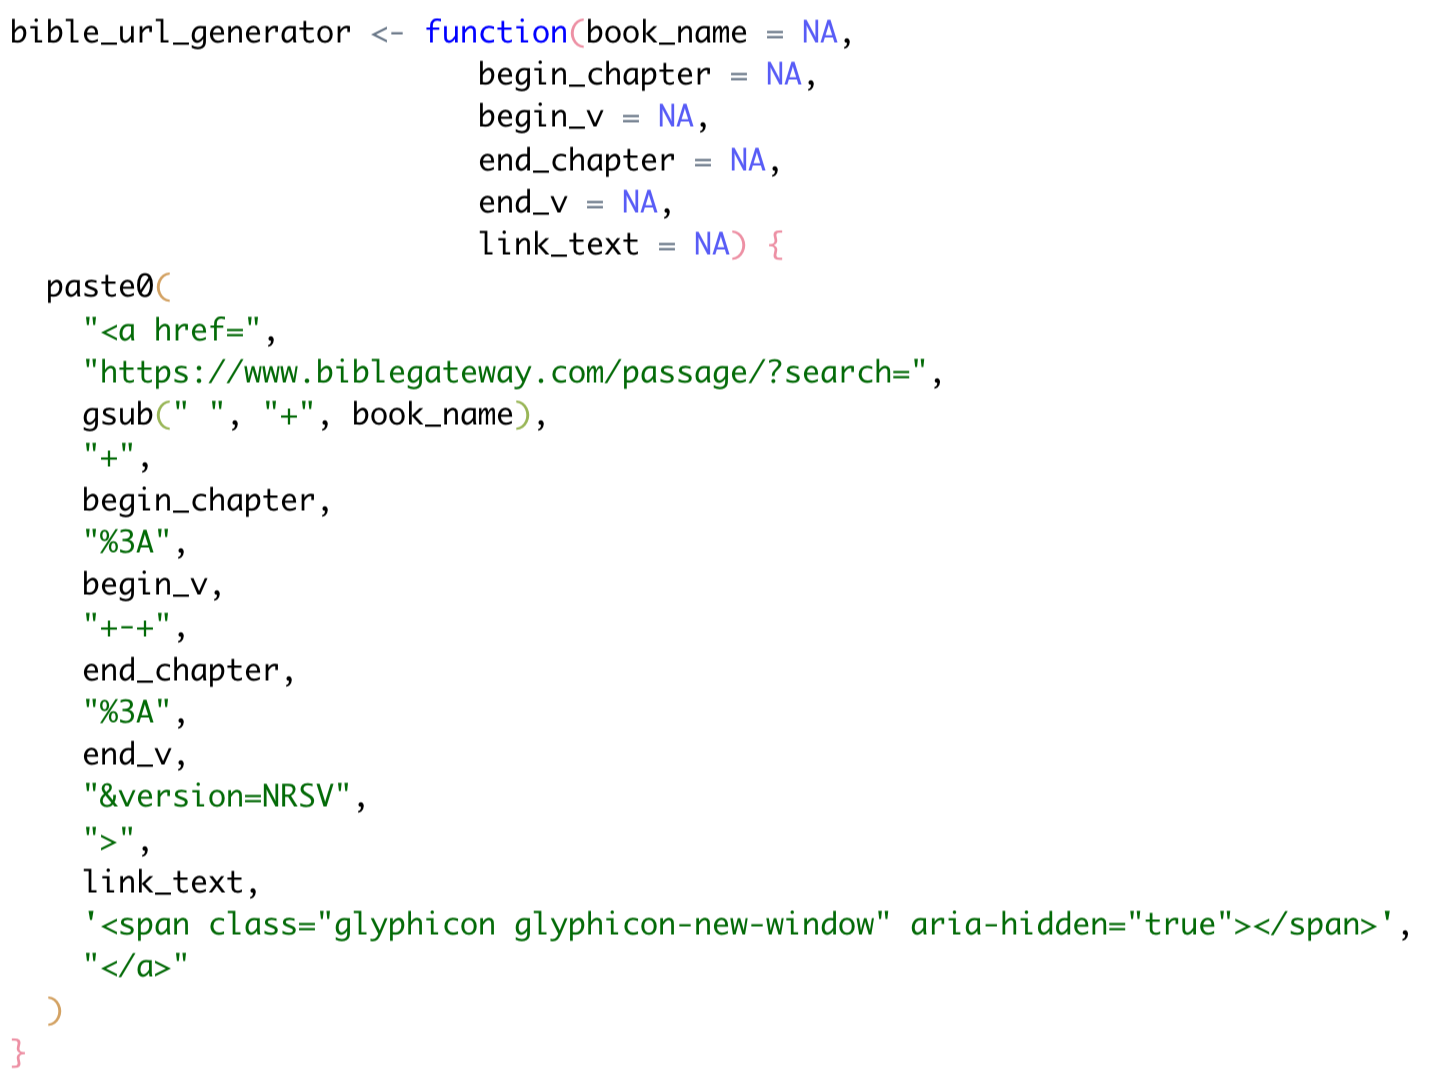 bible_url_generator <- function(book_name = NA,
                          begin_chapter = NA,
                          begin_v = NA,
                          end_chapter = NA,
                          end_v = NA,
                          link_text = NA) {
  paste0(
    "<a href=",
    "https://www.biblegateway.com/passage/?search=",
    gsub(" ", "+", book_name),
    "+",
    begin_chapter,
    "%3A",
    begin_v,
    "+-+",
    end_chapter,
    "%3A",
    end_v,
    "&version=NRSV",
    ">",
    link_text,
    '<span class="glyphicon glyphicon-new-window" aria-hidden="true"></span>',
    "</a>"
  )
}